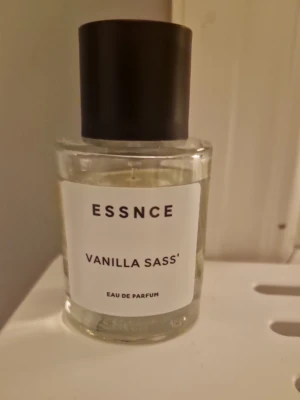 ESSNCE
VANILLA SASS'
EAU DE PARFUM